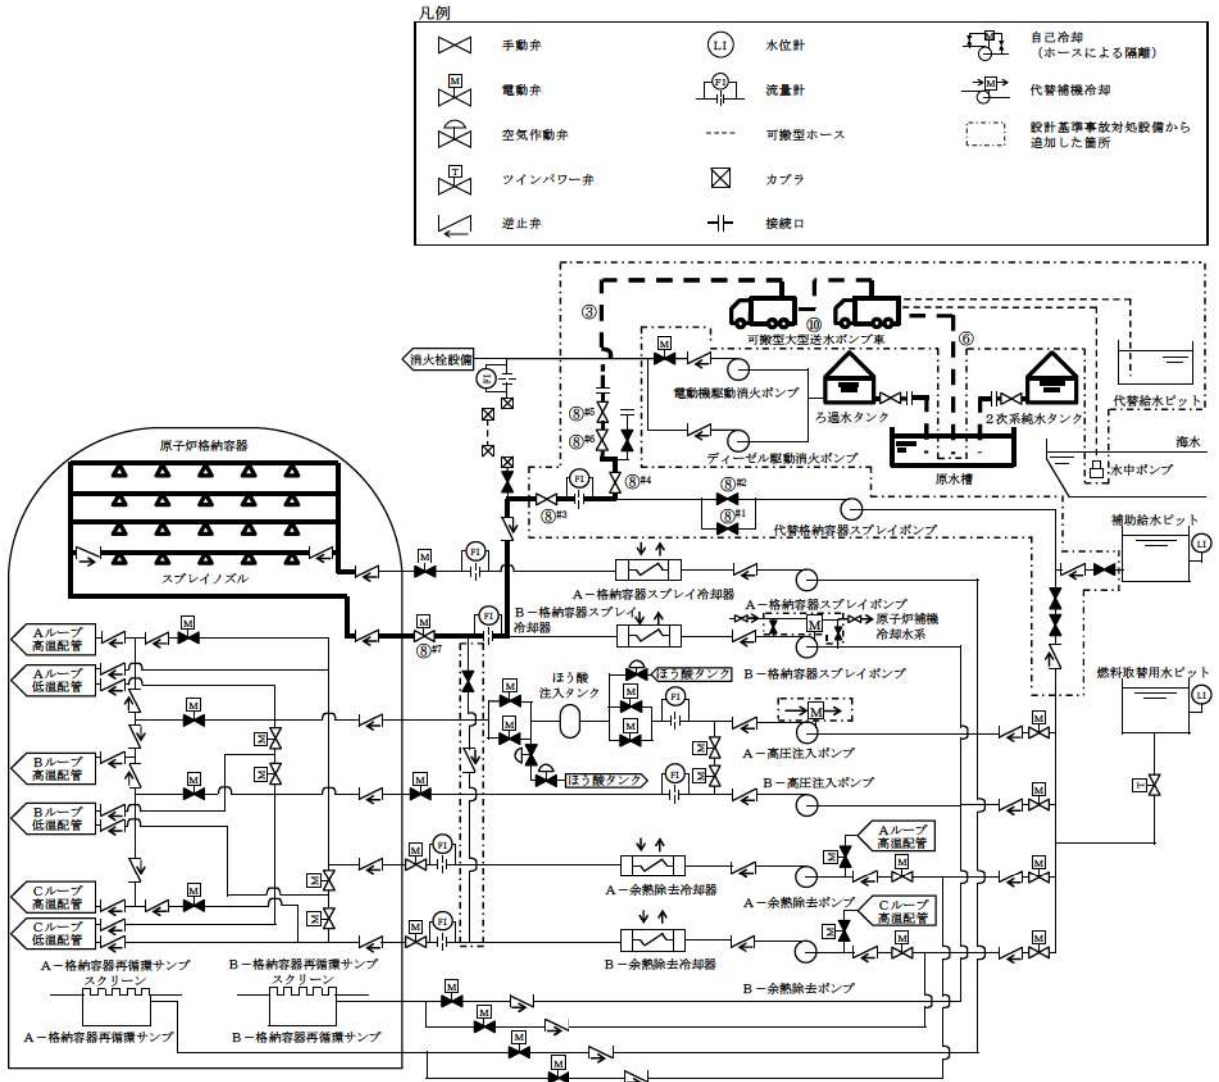 凡例
手動弁
電動弁
空気作動弁
ツインパワー弁
逆止弁
水位計
流量計
可搬型ホース
カプラ
接続口
自己冷却
(ホースによる隔離)
代替補機冷却
設計基準事故対処設備から
追加した箇所
M
M
T
LI
FI
M
M
③
⑩
⑥
可搬型大型送水ポンプ車
消火栓設備
M
FI
電動機駆動消火ポンプ
ろ過水タンク
2次系純水タンク
代替給水ピット
⑧#5
⑧#6
ディーゼル駆動消火ポンプ
原水槽
水中ポンプ
海水
原子炉格納容器
FI
⑧#4
⑧#3
⑧#2
⑧#1
代替格納容器スプレイポンプ
補助給水ピット
LI
スプレイノズル
M
FI
A-格納容器スプレイ冷却器
A-格納容器スプレイポンプ
M
⑧#7
FI
B-格納容器スプレイ
冷却器
M
原子炉補機
冷却水系
B-格納容器スプレイポンプ
燃料取替用水ピット
LI
T
Aループ
高温配管
M
Aループ
低温配管
M
ほう酸
注入タンク
M
M
ほう酸タンク
M
M
FI
M
A-高圧注入ポンプ
M
M
M
ほう酸タンク
M
M
Bループ
高温配管
M
M
FI
B-高圧注入ポンプ
M
Bループ
低温配管
M
FI
A-余熱除去冷却器
Aループ
高温配管
M
M
M
A-余熱除去ポンプ
Cループ
高温配管
M
M
M
Cループ
低温配管
M
FI
B-余熱除去冷却器
Cループ
高温配管
M
M
M
B-余熱除去ポンプ
A-格納容器再循環サンプ
スクリーン
B-格納容器再循環サンプ
スクリーン
A-格納容器再循環サンプ
B-格納容器再循環サンプ
M
M
M
M